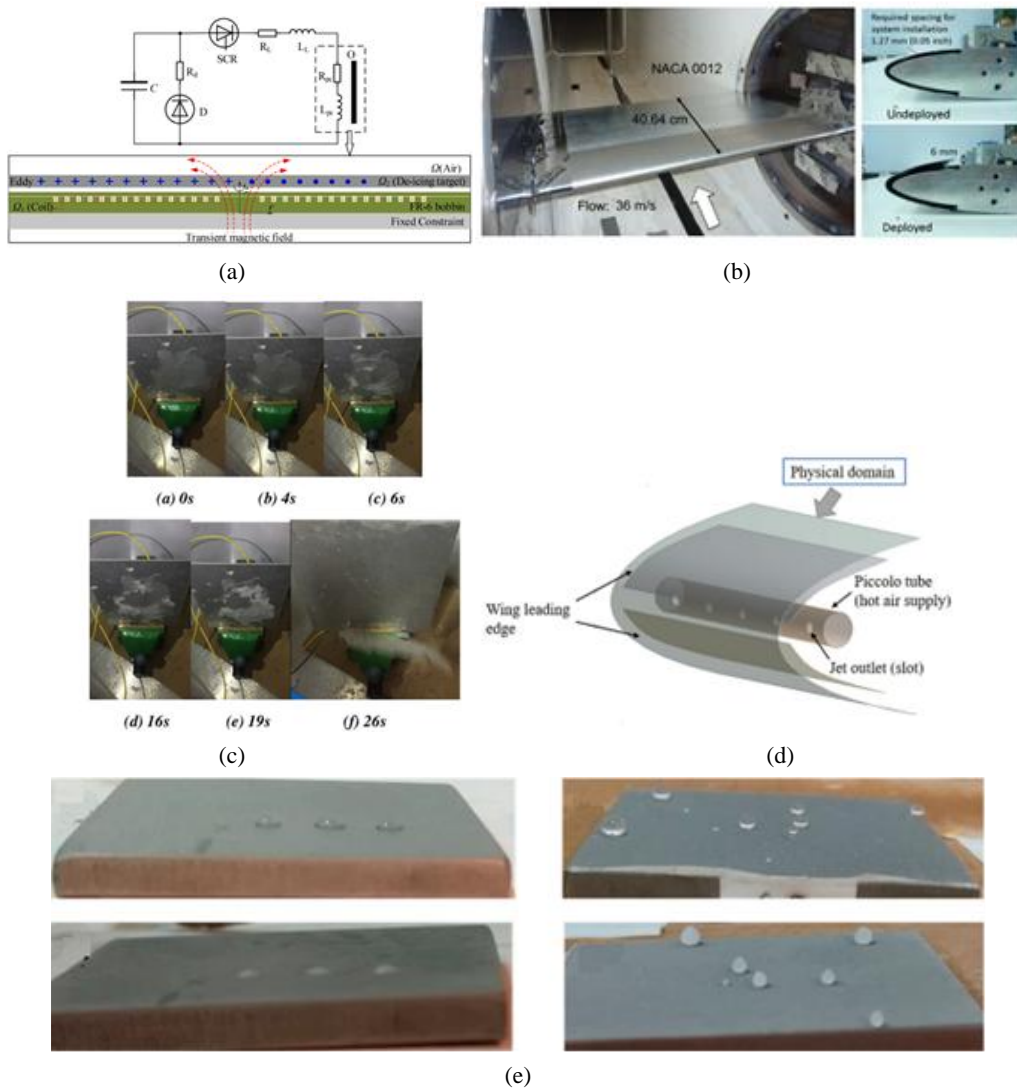 SCR
R_L
L_L
R_d
C
D
O
Ω(Air)
Eddy
Ω₂ (De-icing target)
Ω₁ (Coil)
FR-6 bobbin
Fixed Constraint
Transient magnetic field
(a)
NACA 0012
40.64 cm
Flow: 36 m/s
Required spacing for
system installation
1.27 mm (0.05 inch)
Undeployed
6 mm
Deployed
(b)
(a) 0s
(b) 4s
(c) 6s
(d) 16s
(e) 19s
(f) 26s
(c)
Physical domain
Wing leading
edge
Piccolo tube
(hot air supply)
Jet outlet (slot)
(d)
(e)